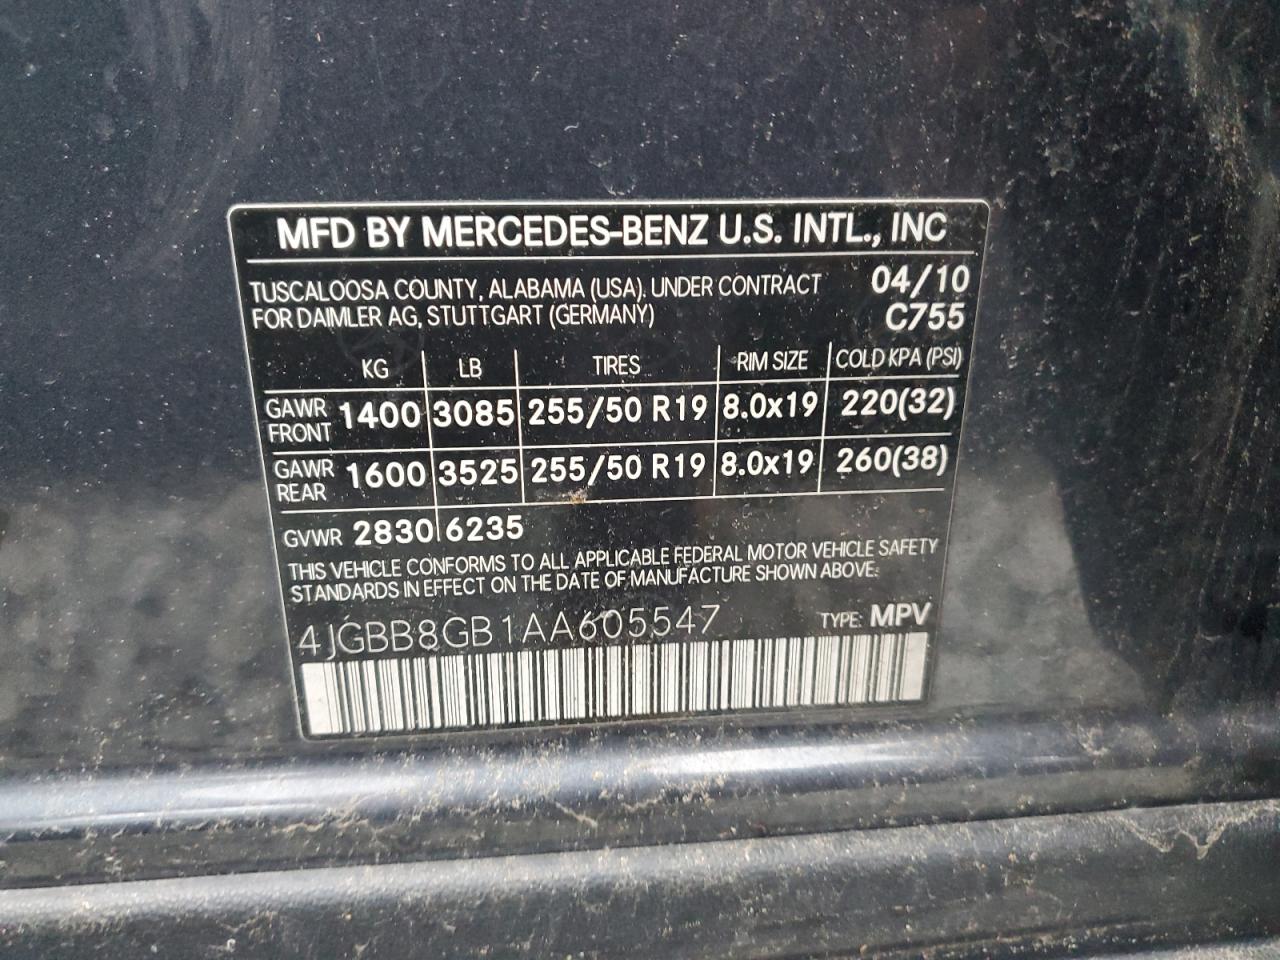 MFD BY MERCEDES-BENZ U.S. INTL., INC
TUSCALOOSA COUNTY, ALABAMA (USA), UNDER CONTRACT 04/10
FOR DAIMLER AG, STUTTGART (GERMANY) C755
KG LB TIRES RIM SIZE COLD KPA (PSI)
GAWR FRONT 1400 3085 255/50 R19 8.0x19 220(32)
GAWR REAR 1600 3525 255/50 R19 8.0x19 260(38)
GVWR 2830 6235
THIS VEHICLE CONFORMS TO ALL APPLICABLE FEDERAL MOTOR VEHICLE SAFETY
STANDARDS IN EFFECT ON THE DATE OF MANUFACTURE SHOWN ABOVE.
4JGBB8GB1AA605547 TYPE: MPV